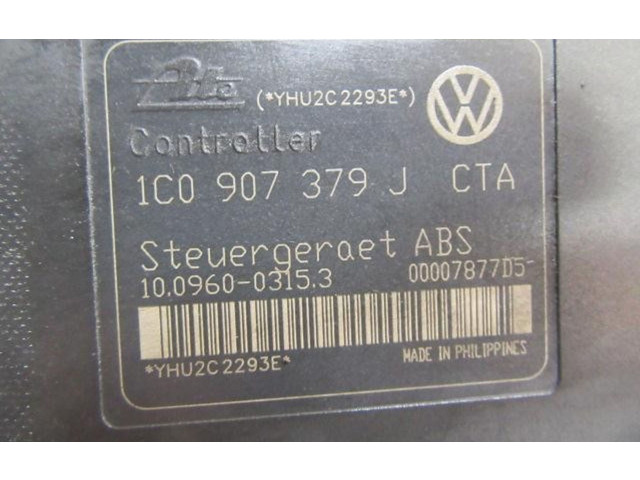 Ate (*YHU2C2293E*)
Controller
1C0 907 379 J CTA
Steuergeraet ABS
10.0960-0315.3 00007877D5-
*YHU2C2293E* MADE IN PHILIPPINES